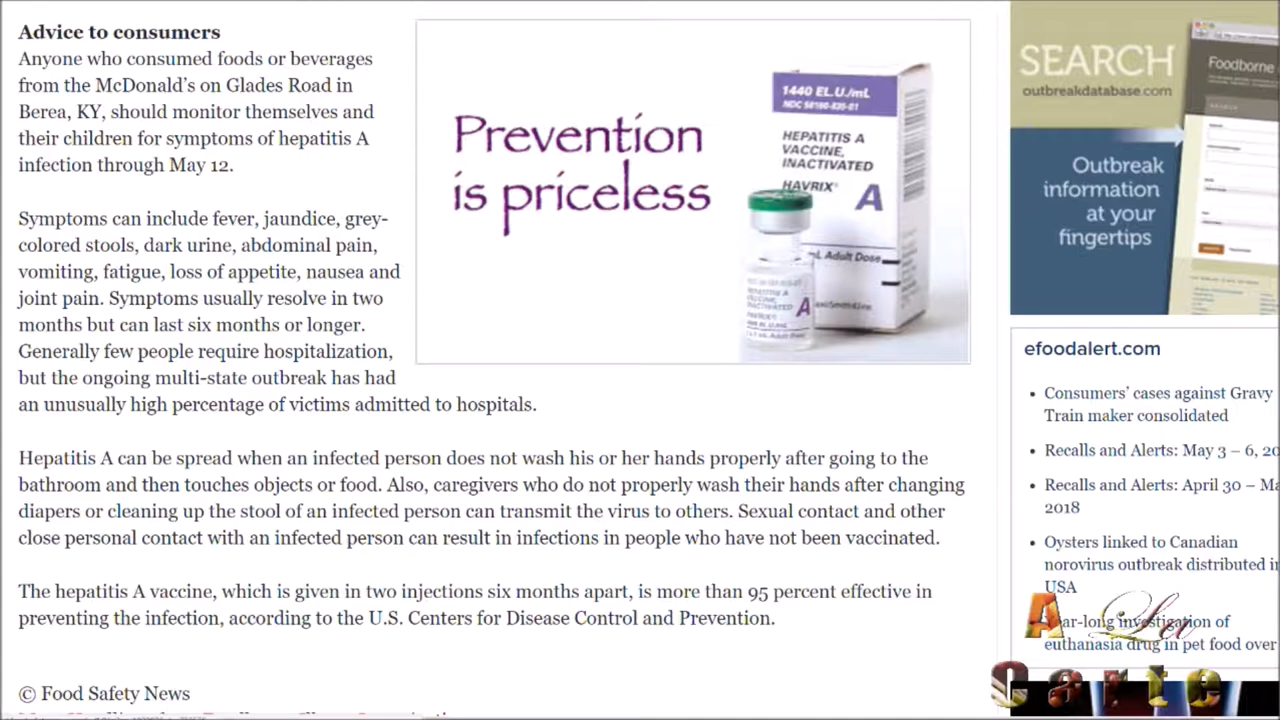 Advice to consumers
Anyone who consumed foods or beverages
from the McDonald's on Glades Road in
Berea, KY, should monitor themselves and
their children for symptoms of hepatitis A
infection through May 12.
Symptoms can include fever, jaundice, grey-
colored stools, dark urine, abdominal pain,
vomiting, fatigue, loss of appetite, nausea and
joint pain. Symptoms usually resolve in two
months but can last six months or longer.
Generally few people require hospitalization,
but the ongoing multi-state outbreak has had
an unusually high percentage of victims admitted to hospitals.
Hepatitis A can be spread when an infected person does not wash his or her hands properly after going to the
bathroom and then touches objects or food. Also, caregivers who do not properly wash their hands after changing
diapers or cleaning up the stool of an infected person can transmit the virus to others. Sexual contact and other
close personal contact with an infected person can result in infections in people who have not been vaccinated.
The hepatitis A vaccine, which is given in two injections six months apart, is more than 95 percent effective in
preventing the infection, according to the U.S. Centers for Disease Control and Prevention.
© Food Safety News
Prevention
is priceless
1440 EL.U./mL
HEPATITIS A
VACCINE,
INACTIVATED
HAVRIX
A
Adult Dose
HEPATITIS A
VACCINE,
INACTIVATED
A
SEARCH
outbreakdatabase.com
Foodborne
Outbreak
information
at your
fingertips
efoodalert.com
Consumers' cases against Gravy
Train maker consolidated
Recalls and Alerts: May 3 – 6, 20
Recalls and Alerts: April 30 – Ma
2018
Oysters linked to Canadian
norovirus outbreak distributed in
USA
ar-long investigation of
euthanasia drug in pet food over
A La
Carte